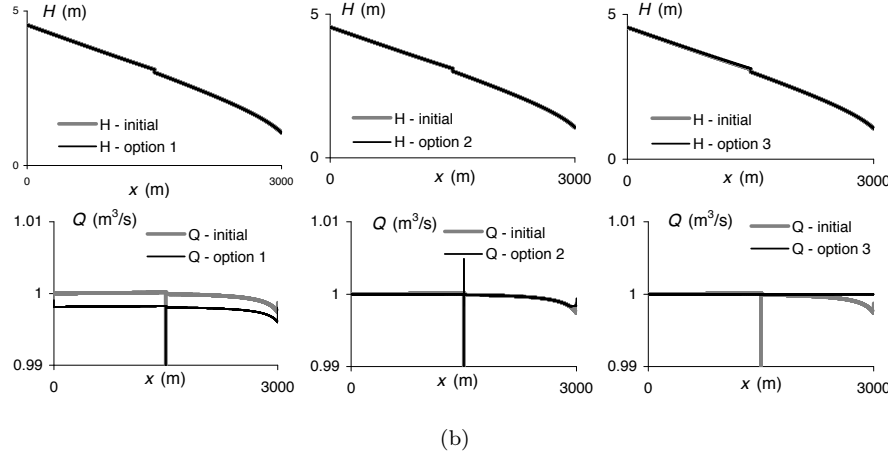 H (m)
5
H - initial
H - option 1
0
0
x (m)
3000
H (m)
5
H - initial
H - option 2
0
0
x (m)
3000
H (m)
5
H - initial
H - option 3
0
0
x (m)
3000
1.01
Q (m³/s)
Q - initial
Q - option 1
1
0.99
0
x (m)
3000
1.01
Q (m³/s)
Q - initial
Q - option 2
1
0.99
0
x (m)
3000
1.01
Q (m³/s)
Q - initial
Q - option 3
1
0.99
0
x (m)
3000
(b)